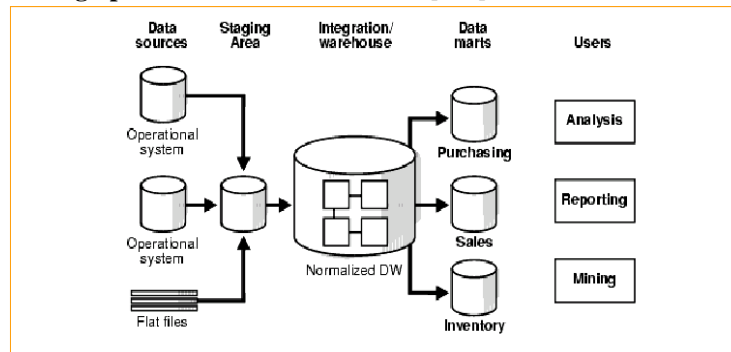 Data sources
Staging Area
Integration/ warehouse
Data marts
Users
Operational system
Operational system
Flat files
Normalized DW
Purchasing
Sales
Inventory
Analysis
Reporting
Mining